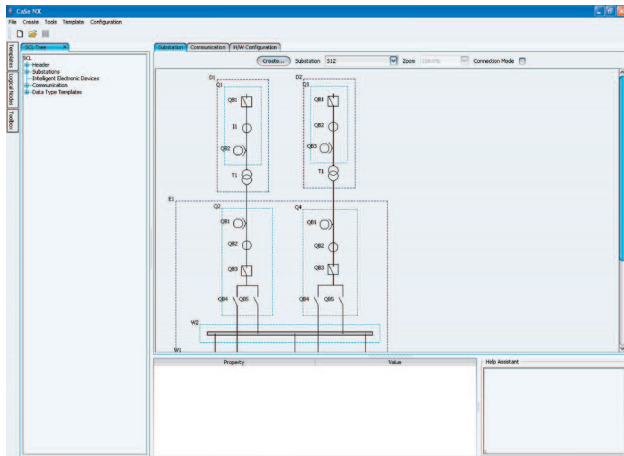 CaSe NX
File Create Tools Template Configuration
Templates
Logical Nodes
Toolbox
SCL Tree
SCL
Header
Substations
Intelligent Electronic Devices
Communication
Data Type Templates
Substation Communication H/W Configuration
Create... Substation S12 Zoom Connection Mode
D1
Q1
QB1
I1
QB2
T1
D2
Q1
QB1
QB2
QB3
T1
E1
Q2
QB1
QB2
QB3
QB4 QB5
Q4
QB1
QB2
QB3
QB4 QB5
W2
W1
Property Value
Help Assistant